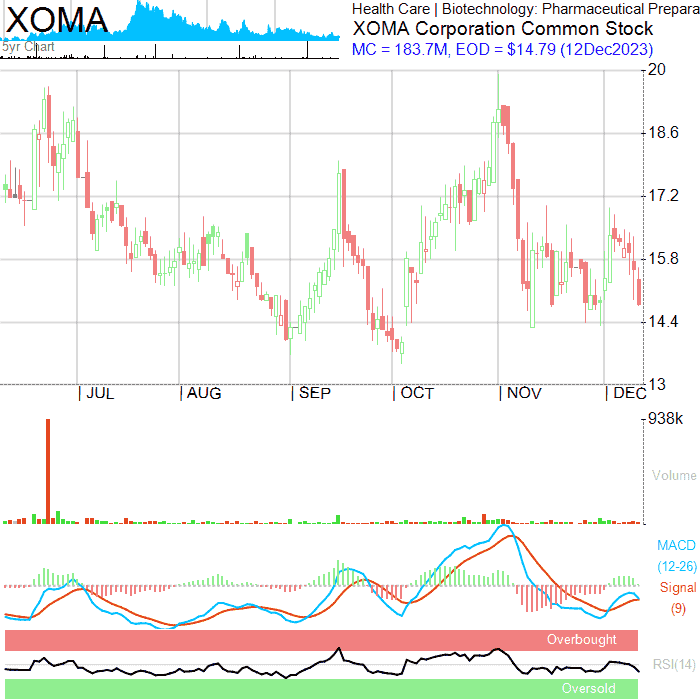 XOMA
5yr Chart
Health Care | Biotechnology: Pharmaceutical Prepara
XOMA Corporation Common Stock
MC = 183.7M, EOD = $14.79 (12Dec2023)
20
18.6
17.2
15.8
14.4
13
| JUL | AUG | SEP | OCT | NOV | DEC
938k
Volume
MACD
(12-26)
Signal
(9)
Overbought
RSI(14)
Oversold